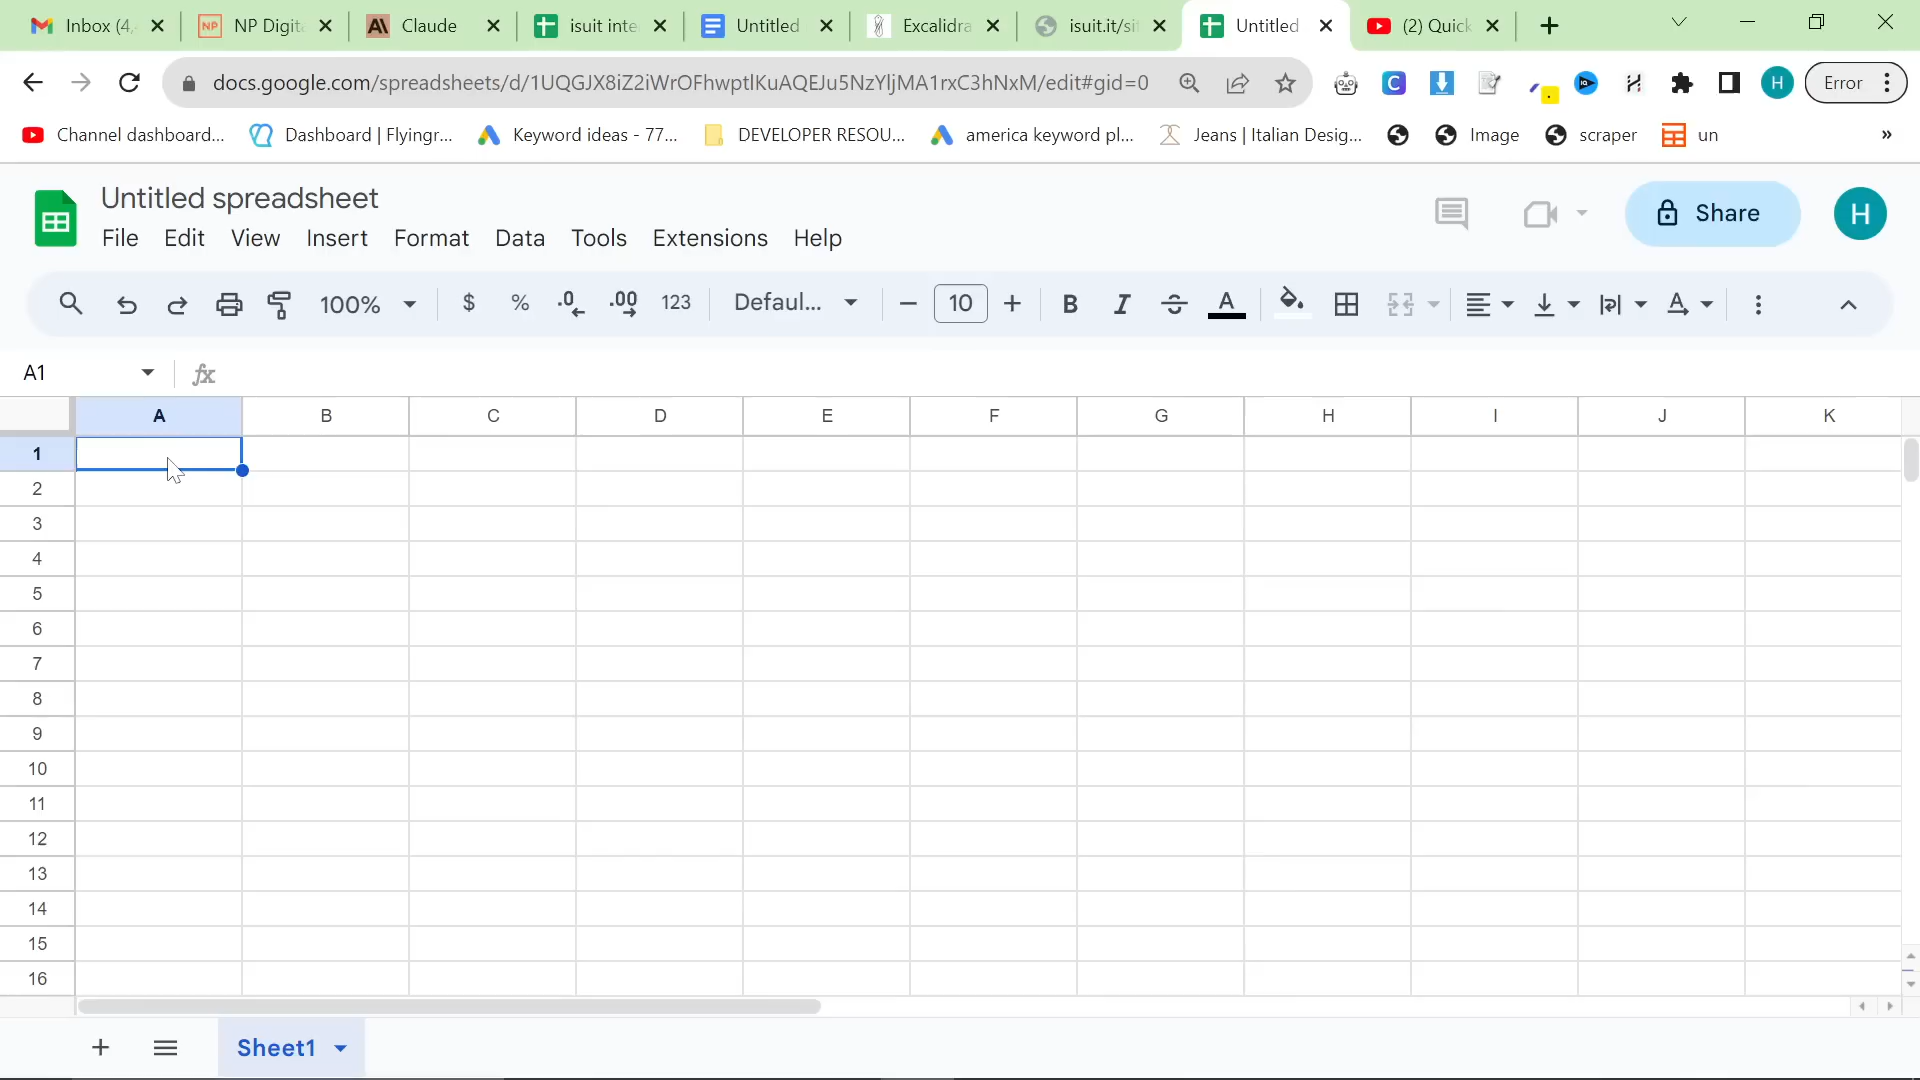 Inbox (4,
NP Digita
Claude
isuit inte
Untitled
Excalidra
isuit.it/sit
Untitled
(2) Quick
docs.google.com/spreadsheets/d/1UQGJX8iZ2iWrOFhwptlKuAQEJu5NzYljMA1rxC3hNxM/edit#gid=0
H
Error
Channel dashboard...
Dashboard | Flyingr...
Keyword ideas - 77...
DEVELOPER RESOU...
america keyword pl...
Jeans | Italian Desig...
Image
scraper
un
»
Untitled spreadsheet
File Edit View Insert Format Data Tools Extensions Help
Share
H
100%
$
%
.0
.00
123
Defaul...
10
B
I
S
A
A
A1
fx
A B C D E F G H I J K
1
2
3
4
5
6
7
8
9
10
11
12
13
14
15
16
Sheet1